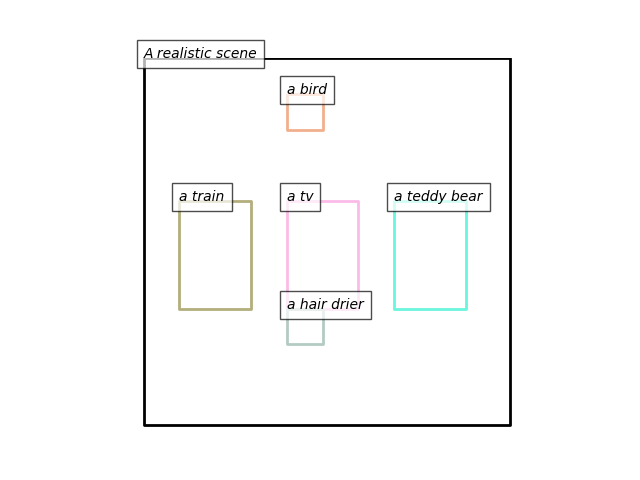 A realistic scene
a bird
a train
a tv
a teddy bear
a hair drier